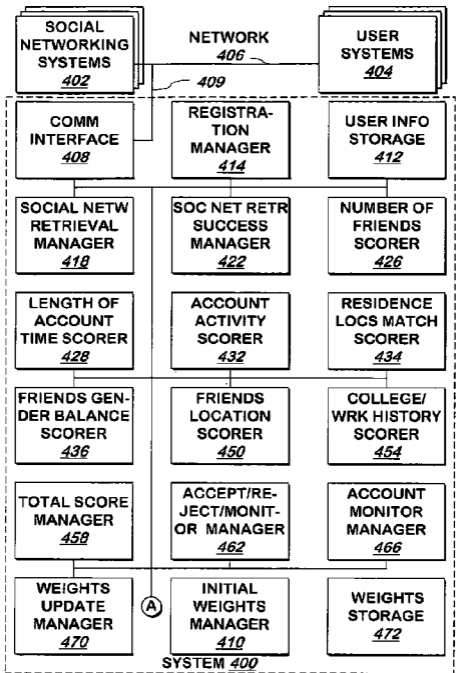 SOCIAL
NETWORKING
SYSTEMS
402
NETWORK
406
409
USER
SYSTEMS
404
COMM
INTERFACE
408
REGISTRA-
TION
MANAGER
414
USER INFO
STORAGE
412
SOCIAL NETW
RETRIEVAL
MANAGER
418
SOC NET RETR
SUCCESS
MANAGER
422
NUMBER OF
FRIENDS
SCORER
426
LENGTH OF
ACCOUNT
TIME SCORER
428
ACCOUNT
ACTIVITY
SCORER
432
RESIDENCE
LOCS MATCH
SCORER
434
FRIENDS GEN-
DER BALANCE
SCORER
436
FRIENDS
LOCATION
SCORER
450
COLLEGE/
WRK HISTORY
SCORER
454
TOTAL SCORE
MANAGER
458
ACCEPT/RE-
JECT/MONIT-
OR MANAGER
462
ACCOUNT
MONITOR
MANAGER
466
WEIGHTS
UPDATE
MANAGER
470
A
INITIAL
WEIGHTS
MANAGER
410
WEIGHTS
STORAGE
472
SYSTEM 400